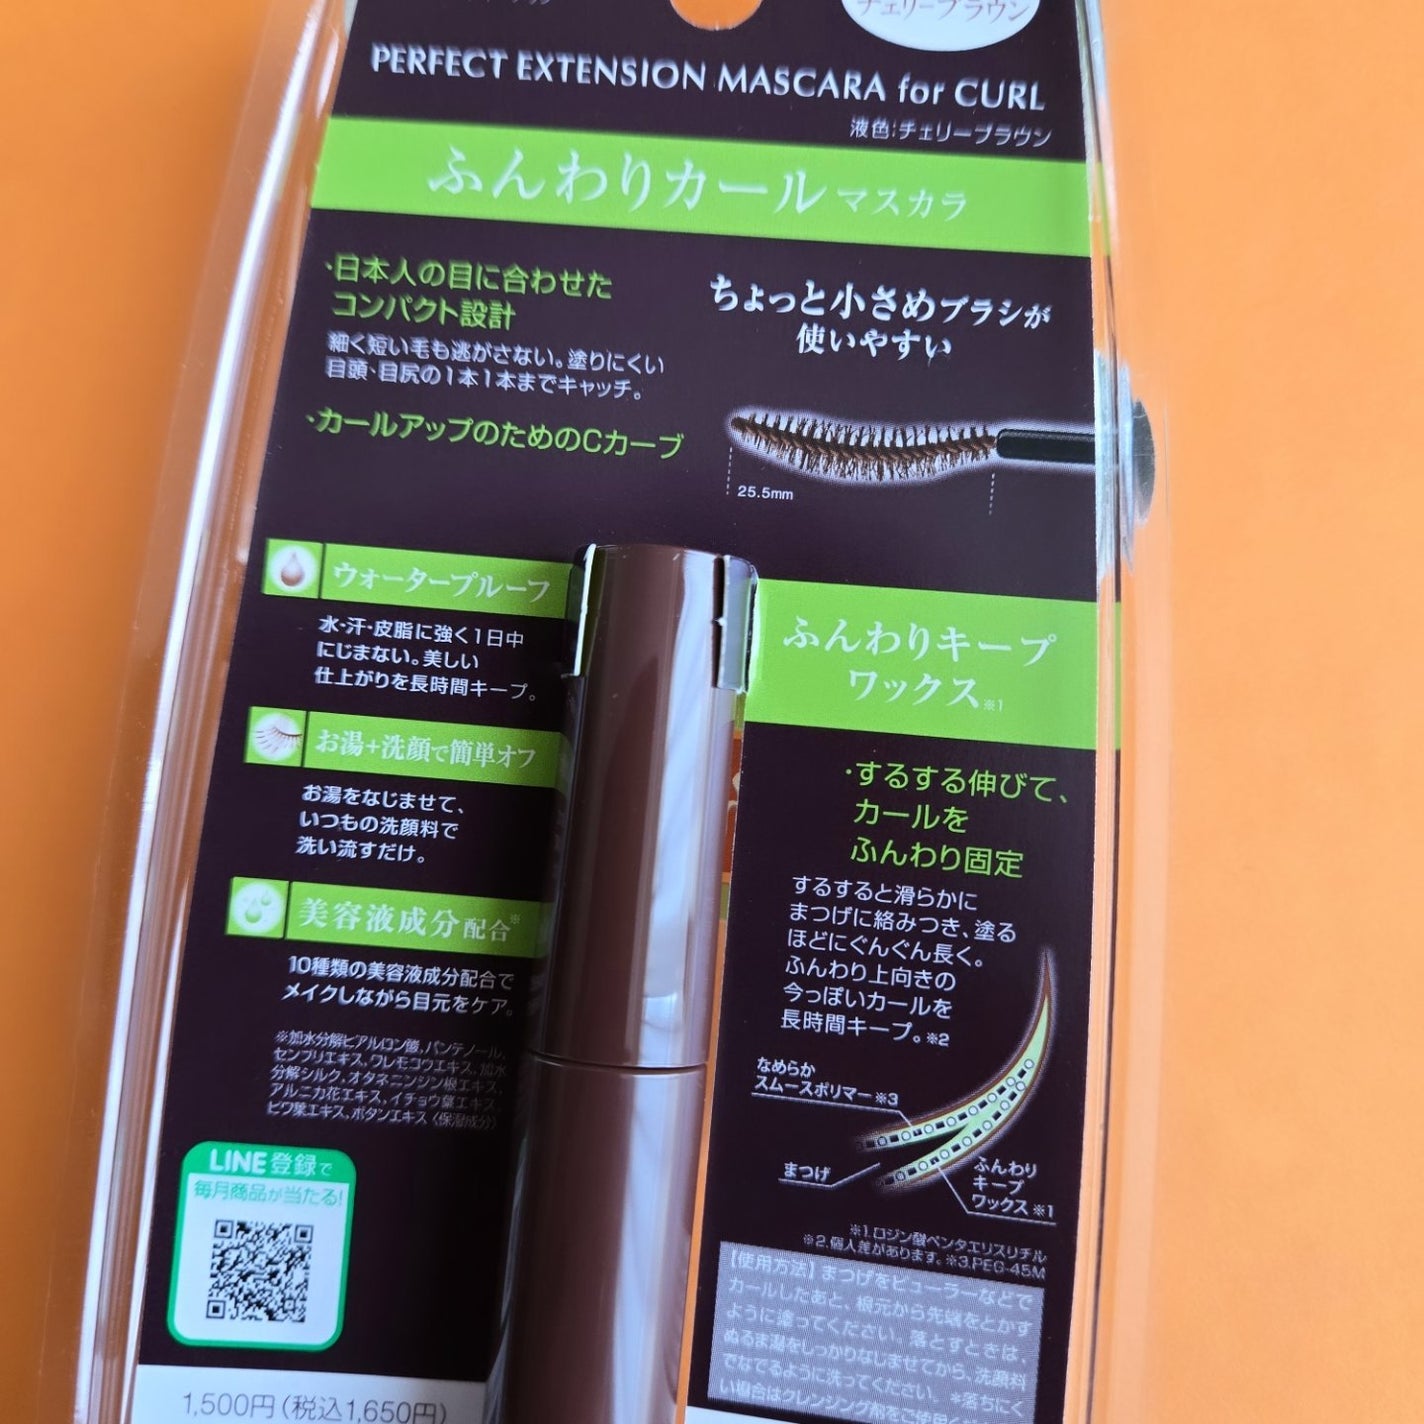 チェリーブラウン
PERFECT EXTENSION MASCARA for CURL
液色:チェリーブラウン
ふんわりカールマスカラ
・日本人の目に合わせた
コンパクト設計
細く短い毛も逃がさない。塗りにくい
目頭・目尻の1本1本までキャッチ。
・カールアップのためのCカーブ
ちょっと小さめブラシが
使いやすい
25.5mm
ウォータープルーフ
水・汗・皮脂に強く1日中
にじまない。美しい
仕上がりを長時間キープ。
お湯+洗顔で簡単オフ
お湯をなじませて、
いつもの洗顔料で
洗い流すだけ。
美容液成分配合※
10種類の美容液成分配合で
メイクしながら目元をケア。
※加水分解ヒアルロン酸、パンテノール、
センブリエキス、ワレモコウエキス、加水
分解シルク、オタネニンジン根エキス、
アルニカ花エキス、イチョウ葉エキス、
ビワ葉エキス、ボタンエキス〈保湿成分〉
LINE登録で
毎月商品が当たる!
1,500円(税込1,650円)
ふんわりキープ
ワックス※1
・するする伸びて、
カールを
ふんわり固定
するすると滑らかに
まつげに絡みつき、塗る
ほどにぐんぐん長く。
ふんわり上向きの
今っぽいカールを
長時間キープ。※2
なめらか
スムースポリマー※3
まつげ
ふんわり
キープ
ワックス※1
※1.ロジン酸ペンタエリスリチル
※2.個人差があります。※3.PEG-45M
【使用方法】まつげをビューラーなどで
カールしたあと、根元から先端をとかす
ように塗ってください。落とすときは、
ぬるま湯をしっかりなじませてから、洗顔料
でなでるように洗ってください。*落ちにく
い場合はクレンジング剤をご使用くだ